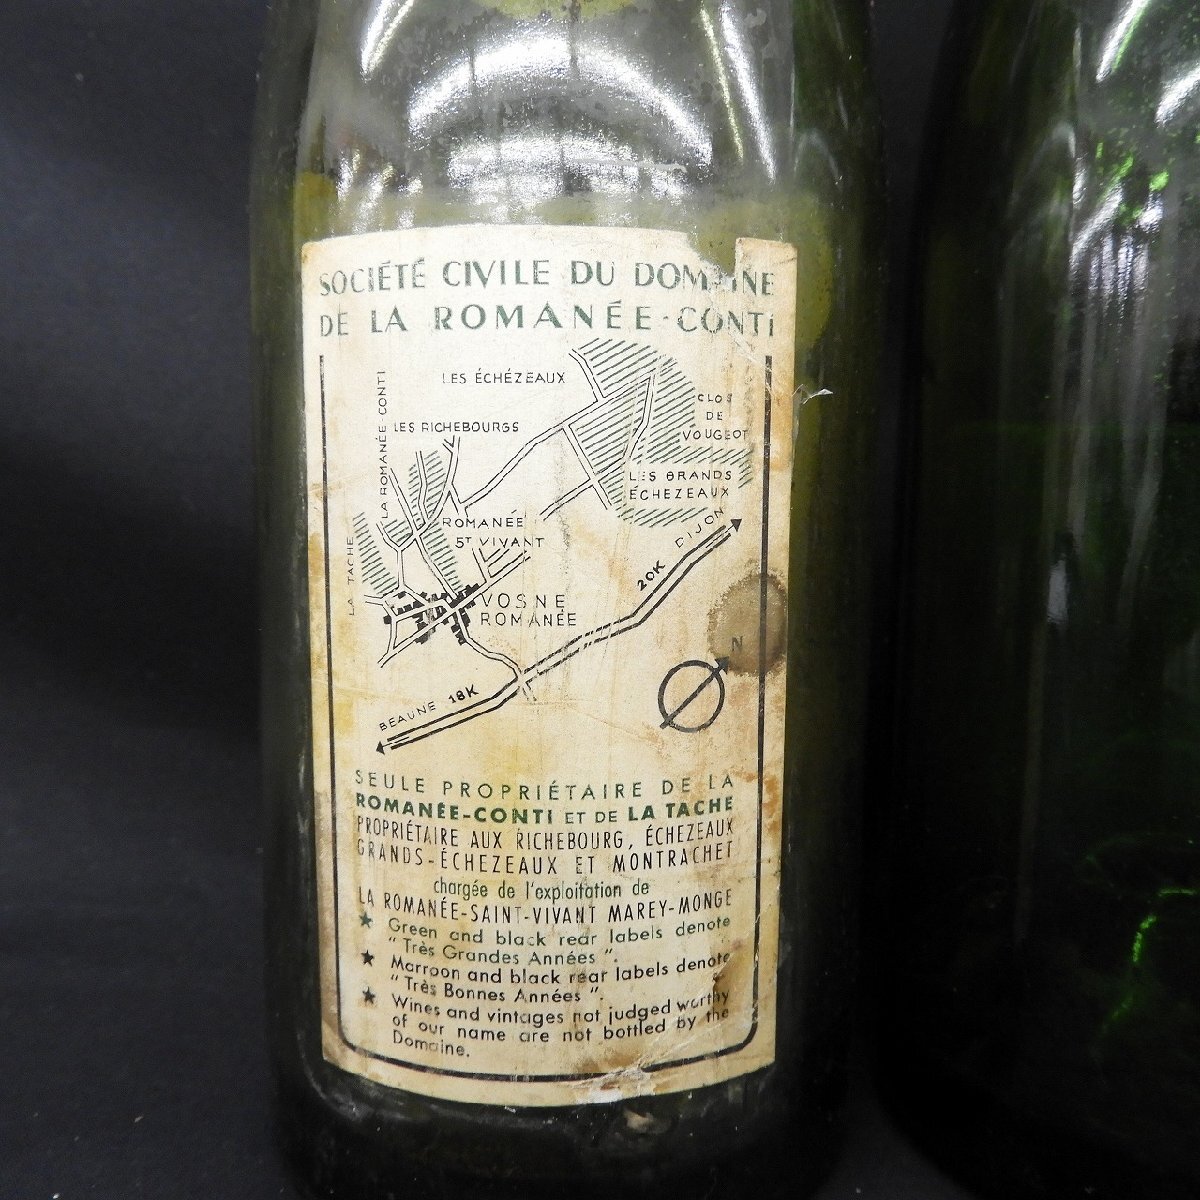 SOCIÉTÉ CIVILE DU DOMAINE
DE LA ROMANÉE-CONTI
LES ÉCHÉZEAUX
CLOS
DE
VOUGEOT
LA ROMANÉE-CONTI
LES RICHEBOURGS
LES GRANDS
ÉCHEZEAUX
ROMANÉE
ST VIVANT
DIJON
20K
LA TACHE
VOSNE
ROMANÉE
N
BEAUNE 18K
SEULE PROPRIÉTAIRE DE LA
ROMANÉE-CONTI ET DE LA TACHE
PROPRIÉTAIRE AUX RICHEBOURG, ÉCHEZEAUX
GRANDS-ÉCHEZEAUX ET MONTRACHET
chargée de l'exploitation de
LA ROMANÉE-SAINT-VIVANT MAREY-MONGE
★ Green and black rear labels denote
" Très Grandes Années ".
★ Marroon and black rear labels denote
" Très Bonnes Années ".
★ Wines and vintages not judged worthy
of our name are not bottled by the
Domaine.